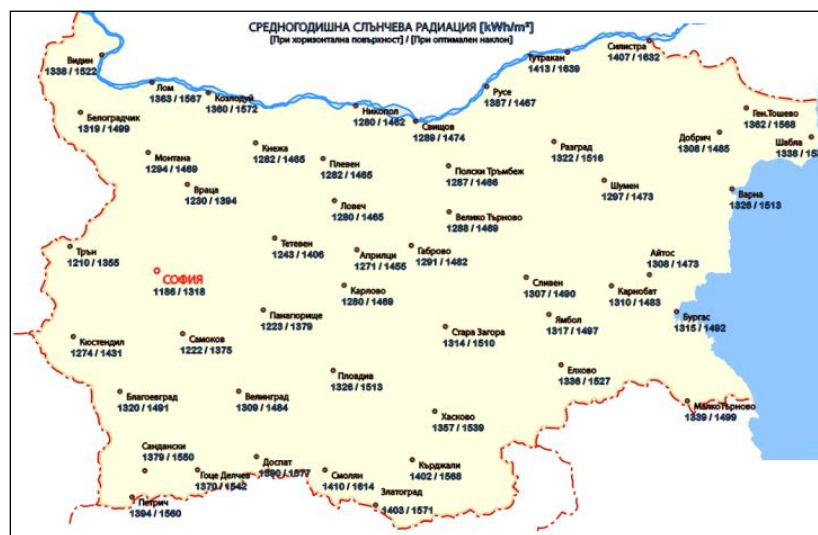 СРЕДНОГОДИШНА СЛЪНЧЕВА РАДИАЦИЯ [kWh/m²]
[При хоризонтална повърхност] / [При оптимален наклон]
Видин
1338 / 1522
Лом
1363 / 1567
Козлодуй
1360 / 1572
Белоградчик
1319 / 1499
Монтана
1294 / 1469
Враца
1230 / 1394
Кнежа
1282 / 1465
Никопол
1280 / 1462
Свищов
1289 / 1474
Русе
1387 / 1467
Тутракан
1413 / 1639
Силистра
1407 / 1632
Ген.Тошево
1362 / 1568
Добрич
1308 / 1485
Шабла
Плевен
1282 / 1465
Полски Тръмбеж
1287 / 1466
Разград
1322 / 1516
Шумен
1297 / 1473
Варна
1326 / 1513
Ловеч
1280 / 1465
Велико Търново
1288 / 1469
Трън
1210 / 1355
СОФИЯ
1186 / 1318
Тетевен
1243 / 1406
Априлци
1271 / 1455
Габрово
1291 / 1482
Айтос
1308 / 1473
Карлово
1280 / 1469
Сливен
1307 / 1490
Карнобат
1310 / 1483
Панагюрище
1223 / 1379
Ямбол
1317 / 1497
Бургас
1315 / 1492
Кюстендил
1274 / 1431
Самоков
1222 / 1375
Стара Загора
1314 / 1510
Пловдив
1326 / 1513
Елхово
1336 / 1527
Благоевград
1320 / 1491
Велинград
1309 / 1484
МалкоТърново
1339 / 1499
Хасково
1357 / 1539
Сандански
1379 / 1550
Гоце Делчев
1370 / 1542
Доспат
1390 / 1577
Смолян
1410 / 1614
Кърджали
1402 / 1568
Златоград
1403 / 1571
Петрич
1394 / 1560